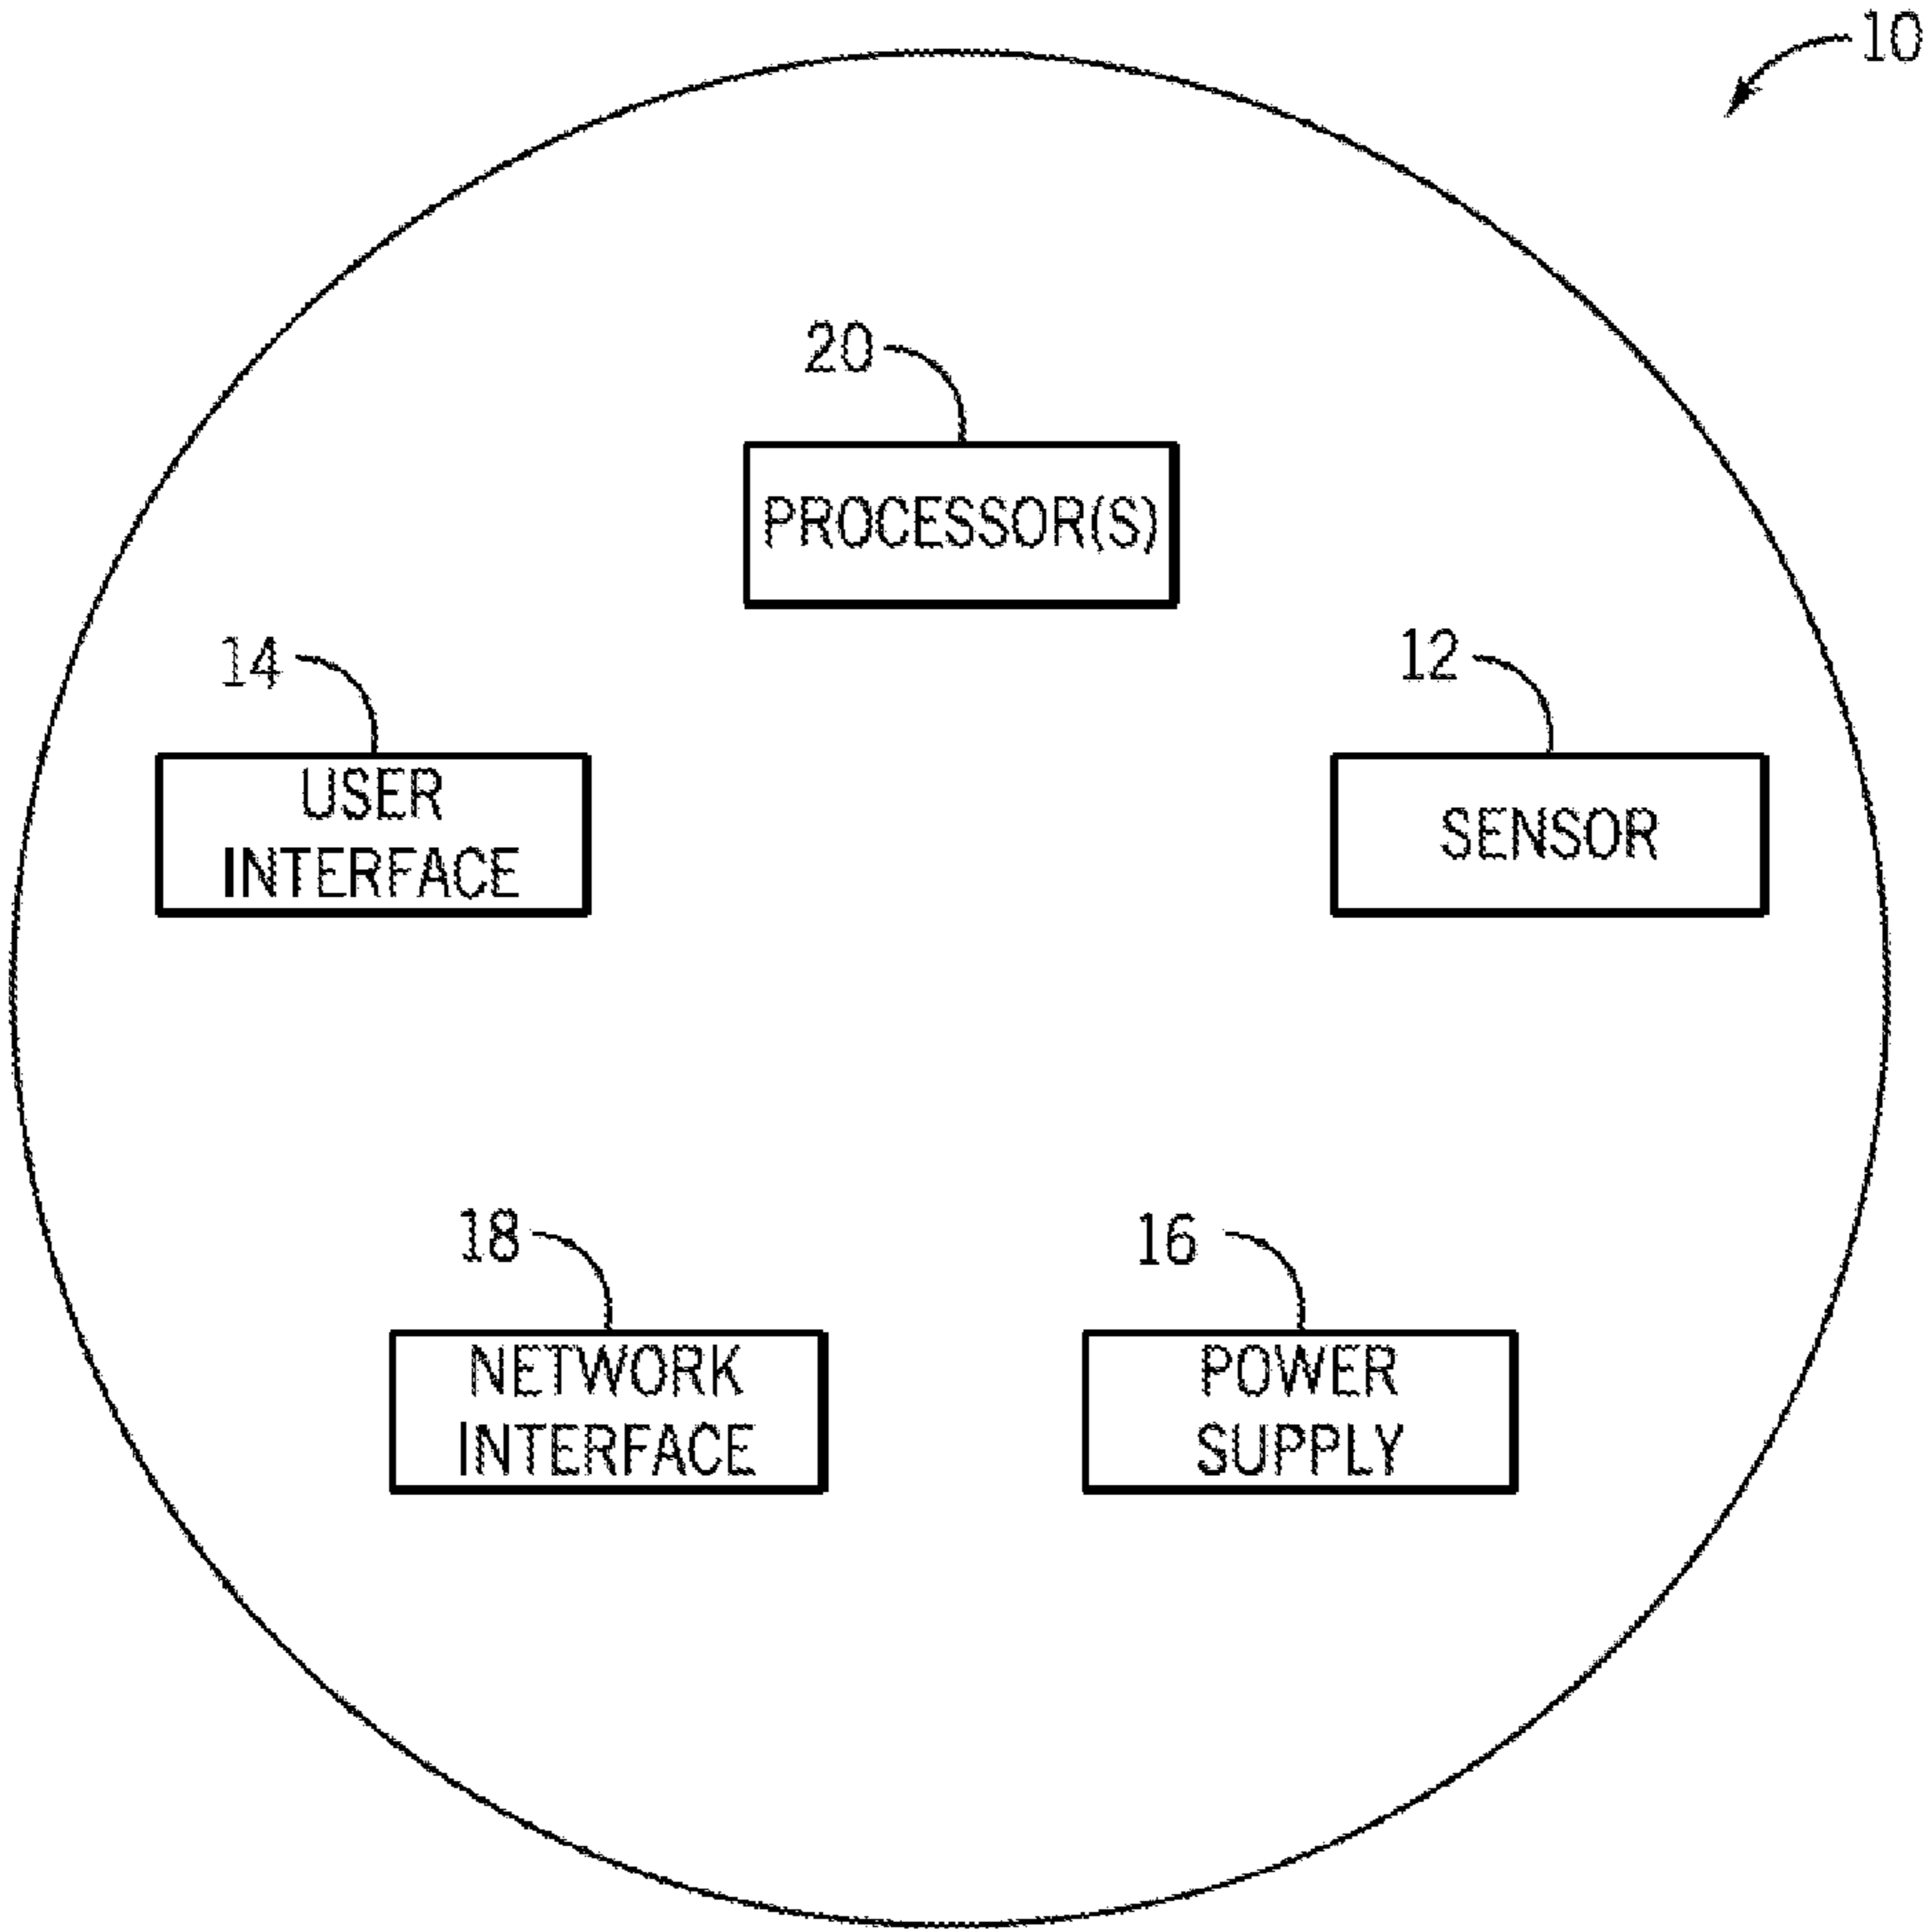 10
20
PROCESSOR(S)
14
USER
INTERFACE
12
SENSOR
18
NETWORK
INTERFACE
16
POWER
SUPPLY